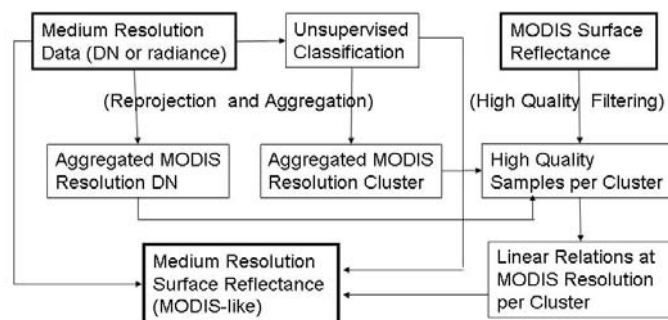 Medium Resolution
Data (DN or radiance)
Unsupervised
Classification
MODIS Surface
Reflectance
(Reprojection and Aggregation)
(High Quality Filtering)
Aggregated MODIS
Resolution DN
Aggregated MODIS
Resolution Cluster
High Quality
Samples per Cluster
Medium Resolution
Surface Reflectance
(MODIS-like)
Linear Relations at
MODIS Resolution
per Cluster